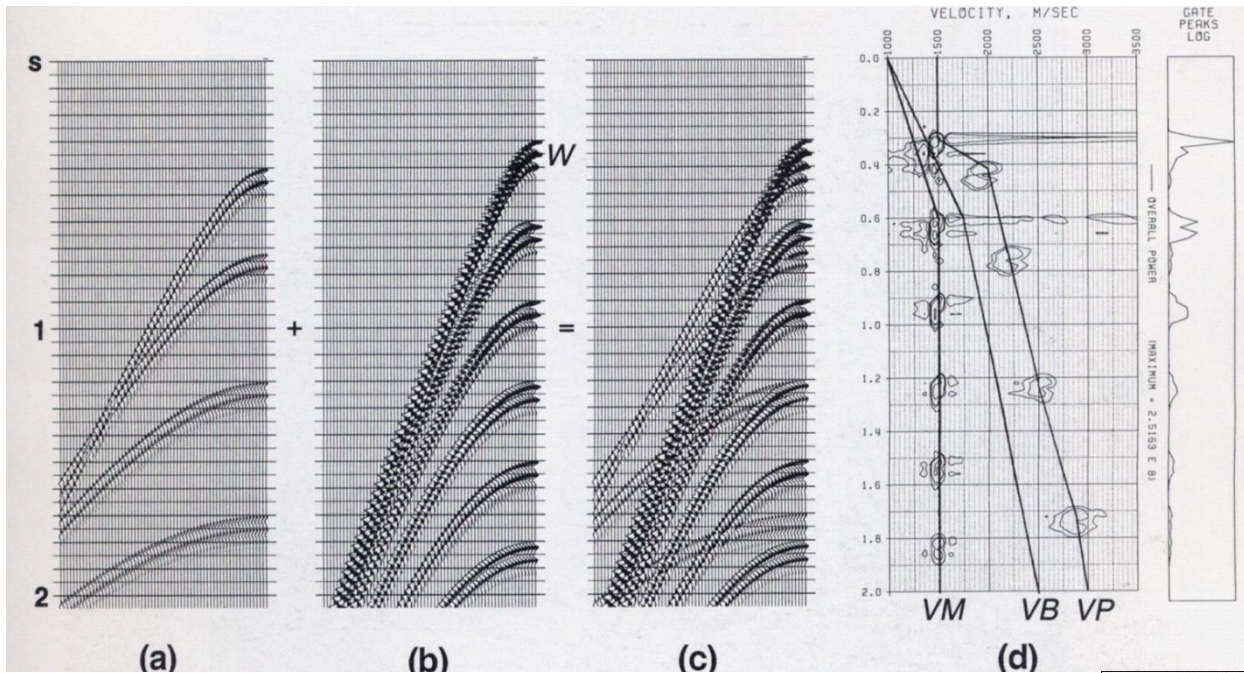 VELOCITY, M/SEC
1000 1500 2000 2500 3000 3500
GATE
PEAKS
LOG
s
1
2
W
+
=
0.0
0.2
0.4
0.6
0.8
1.0
1.2
1.4
1.6
1.8
2.0
OVERALL POWER (MAXIMUM = 2.5163 E 8)
VM VB VP
(a) (b) (c) (d)